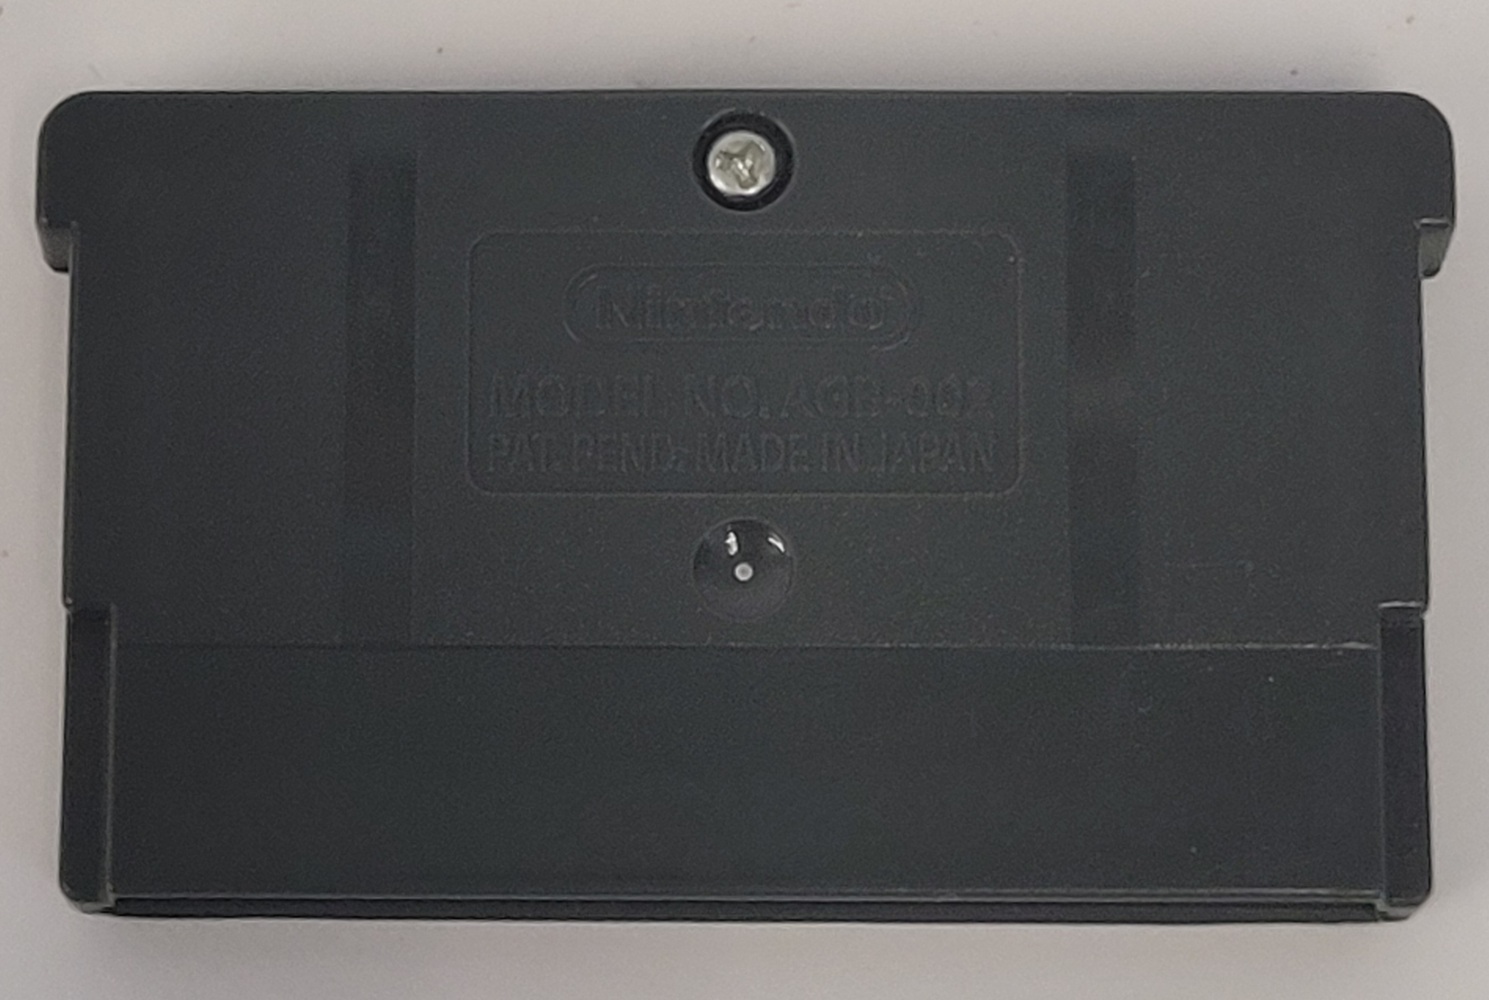 Nintendo
MODEL NO. AGB-002
PAT. PEND. MADE IN JAPAN